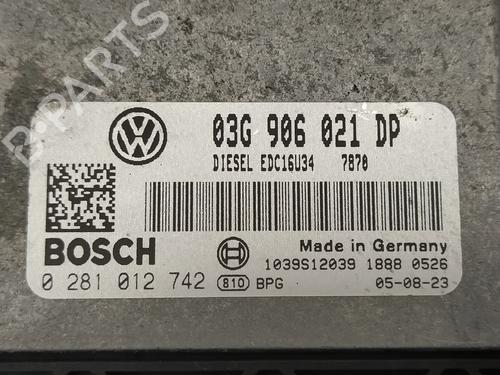 B-PARTS
03G 906 021 DP
DIESEL EDC16U34 7870
BOSCH
Made in Germany
0 281 012 742
1039S12039 1888 0526
810 BPG
05-08-23